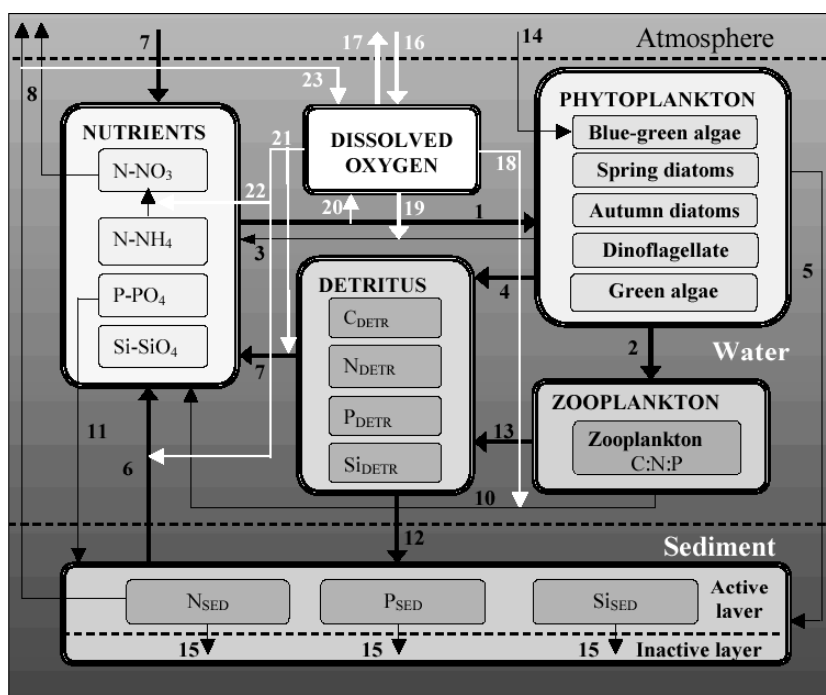 7
17
16
14
Atmosphere
8
23
PHYTOPLANKTON
NUTRIENTS
21
DISSOLVED
OXYGEN
Blue-green algae
N-NO3
18
Spring diatoms
22
20
19
1
Autumn diatoms
N-NH4
3
Dinoflagellate
5
DETRITUS
4
P-PO4
Green algae
CDETR
Si-SiO4
7
2
Water
NDETR
ZOOPLANKTON
11
PDETR
13
Zooplankton
C:N:P
6
SiDETR
10
12
Sediment
NSED
PSED
SiSED
Active
laver
15
15
15
Inactive layer